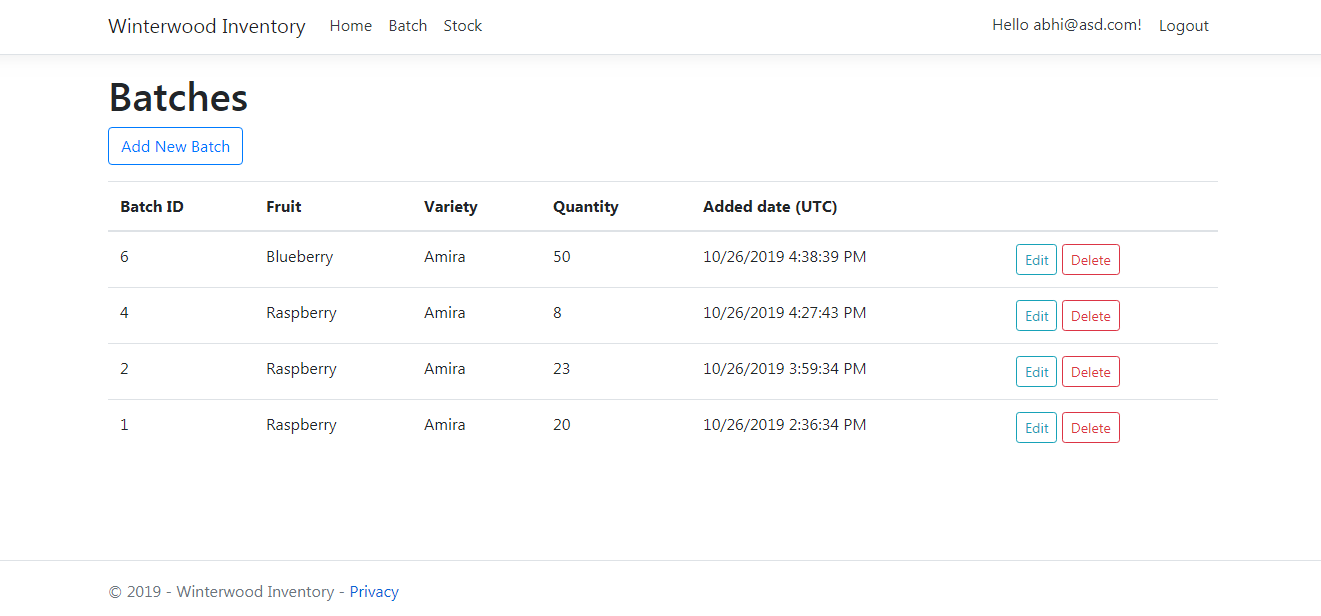 Winterwood Inventory Home Batch Stock Hello abhi@asd.com! Logout
Batches
Add New Batch
Batch ID Fruit Variety Quantity Added date (UTC)
6 Blueberry Amira 50 10/26/2019 4:38:39 PM Edit Delete
4 Raspberry Amira 8 10/26/2019 4:27:43 PM Edit Delete
2 Raspberry Amira 23 10/26/2019 3:59:34 PM Edit Delete
1 Raspberry Amira 20 10/26/2019 2:36:34 PM Edit Delete
© 2019 - Winterwood Inventory - Privacy